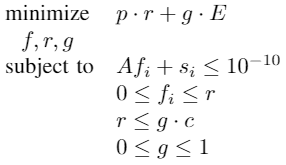 minimize p · r + g · E
f, r, g
subject to Af_i + s_i ≤ 10^{-10}
0 ≤ f_i ≤ r
r ≤ g · c
0 ≤ g ≤ 1